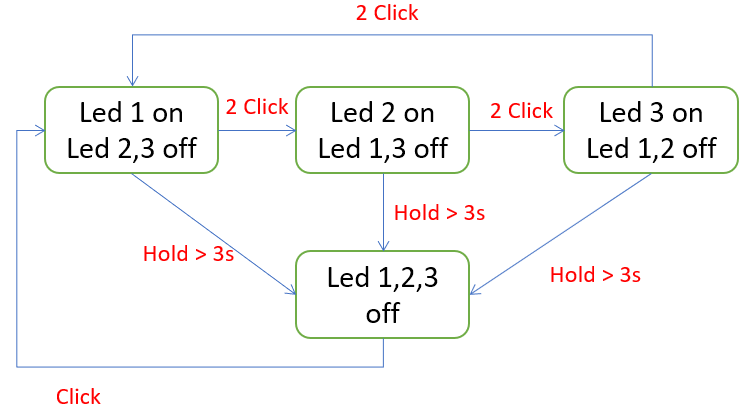 2 Click
Led 1 on
Led 2,3 off
2 Click
Led 2 on
Led 1,3 off
2 Click
Led 3 on
Led 1,2 off
Hold > 3s
Hold > 3s
Hold > 3s
Led 1,2,3
off
Click